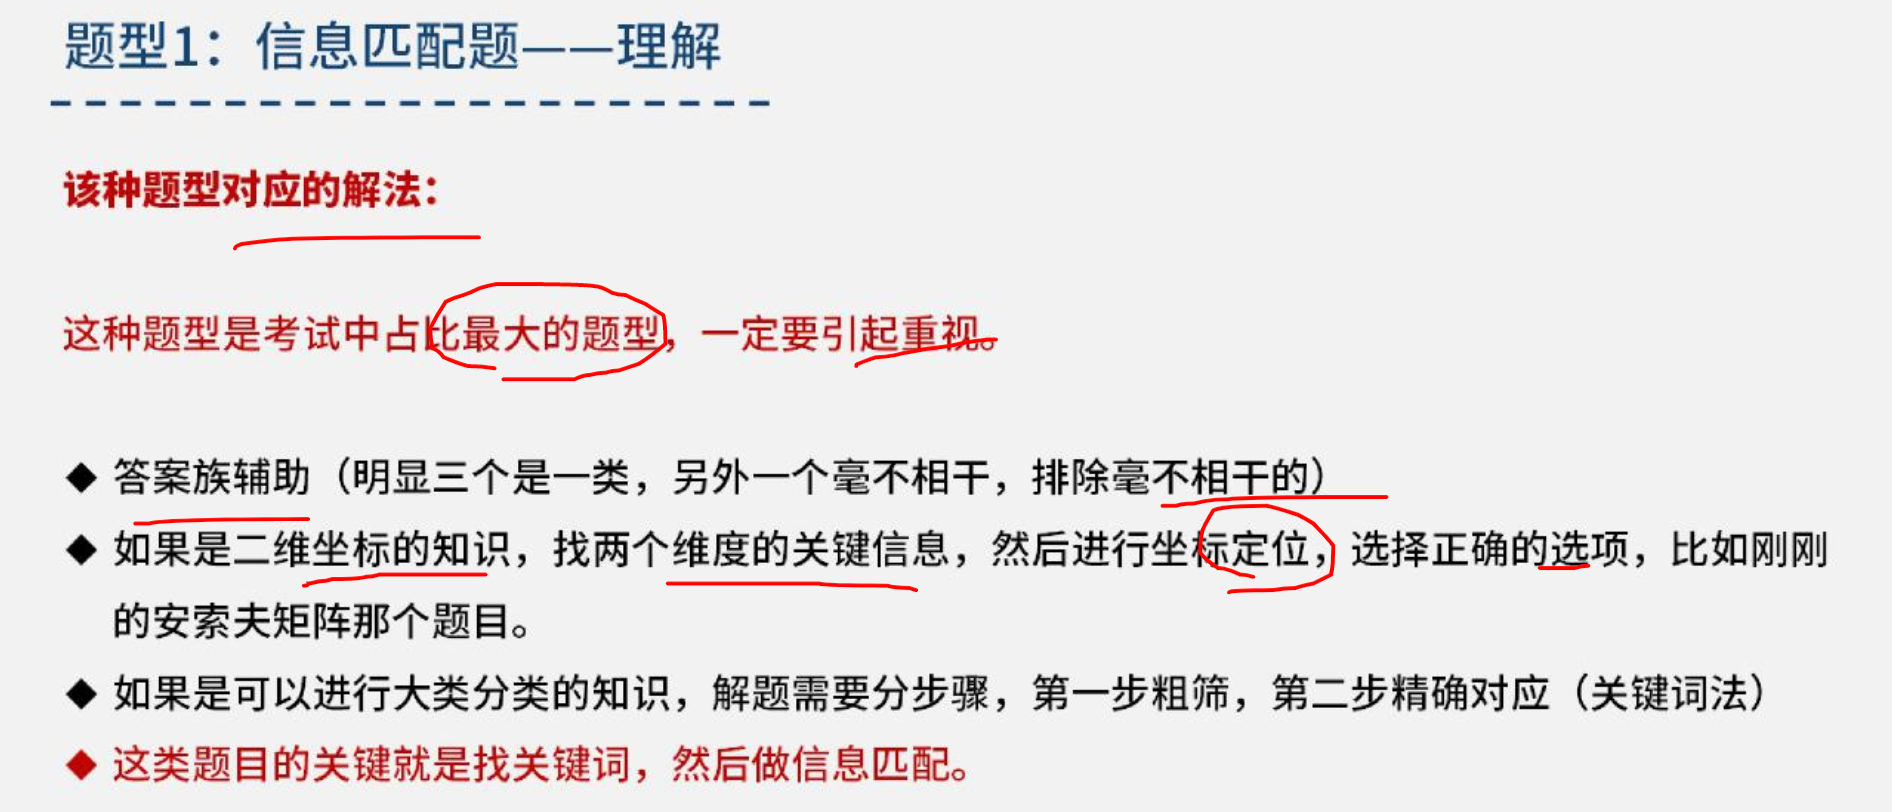 题型1：信息匹配题——理解
该种题型对应的解法：
这种题型是考试中占比最大的题型，一定要引起重视。
◆ 答案族辅助（明显三个是一类，另外一个毫不相干，排除毫不相干的）
◆ 如果是二维坐标的知识，找两个维度的关键信息，然后进行坐标定位，选择正确的选项，比如刚刚
的安索夫矩阵那个题目。
◆ 如果是可以进行大类分类的知识，解题需要分步骤，第一步粗筛，第二步精确对应（关键词法）
◆ 这类题目的关键就是找关键词，然后做信息匹配。